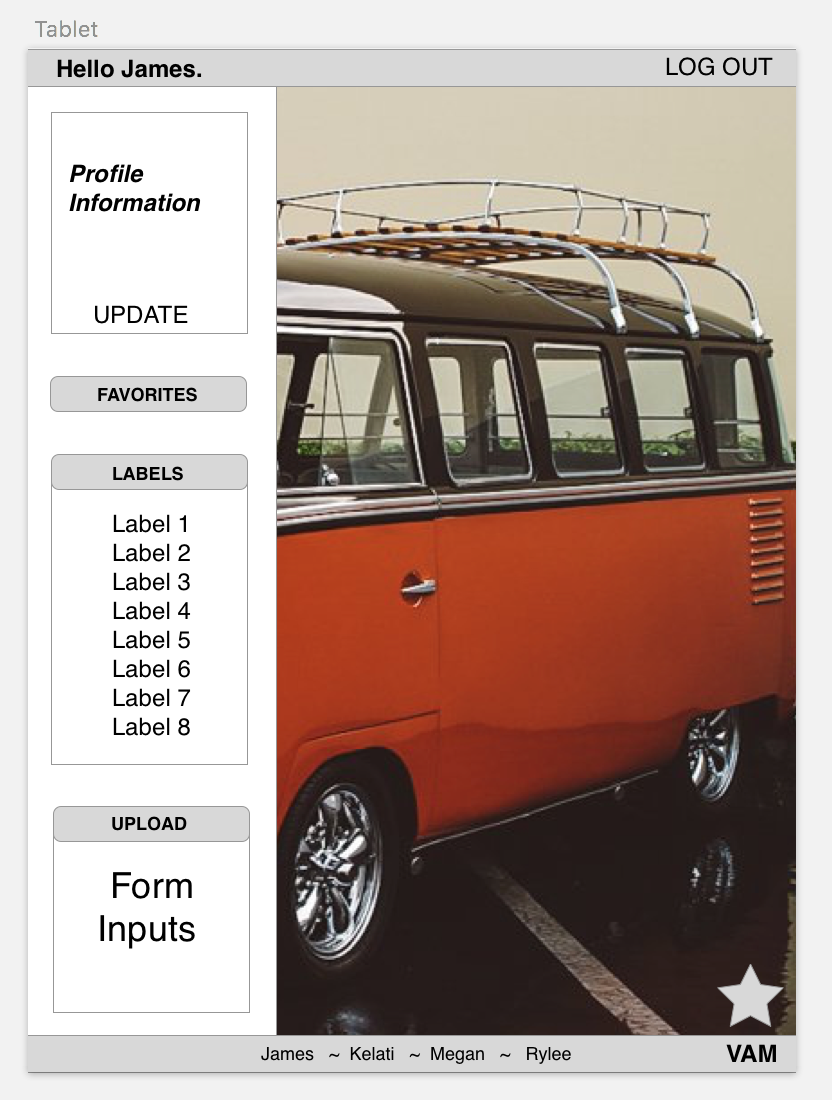 Tablet
Hello James.
LOG OUT
Profile
Information
UPDATE
FAVORITES
LABELS
Label 1
Label 2
Label 3
Label 4
Label 5
Label 6
Label 7
Label 8
UPLOAD
Form
Inputs
James ~ Kelati ~ Megan ~ Rylee
VAM